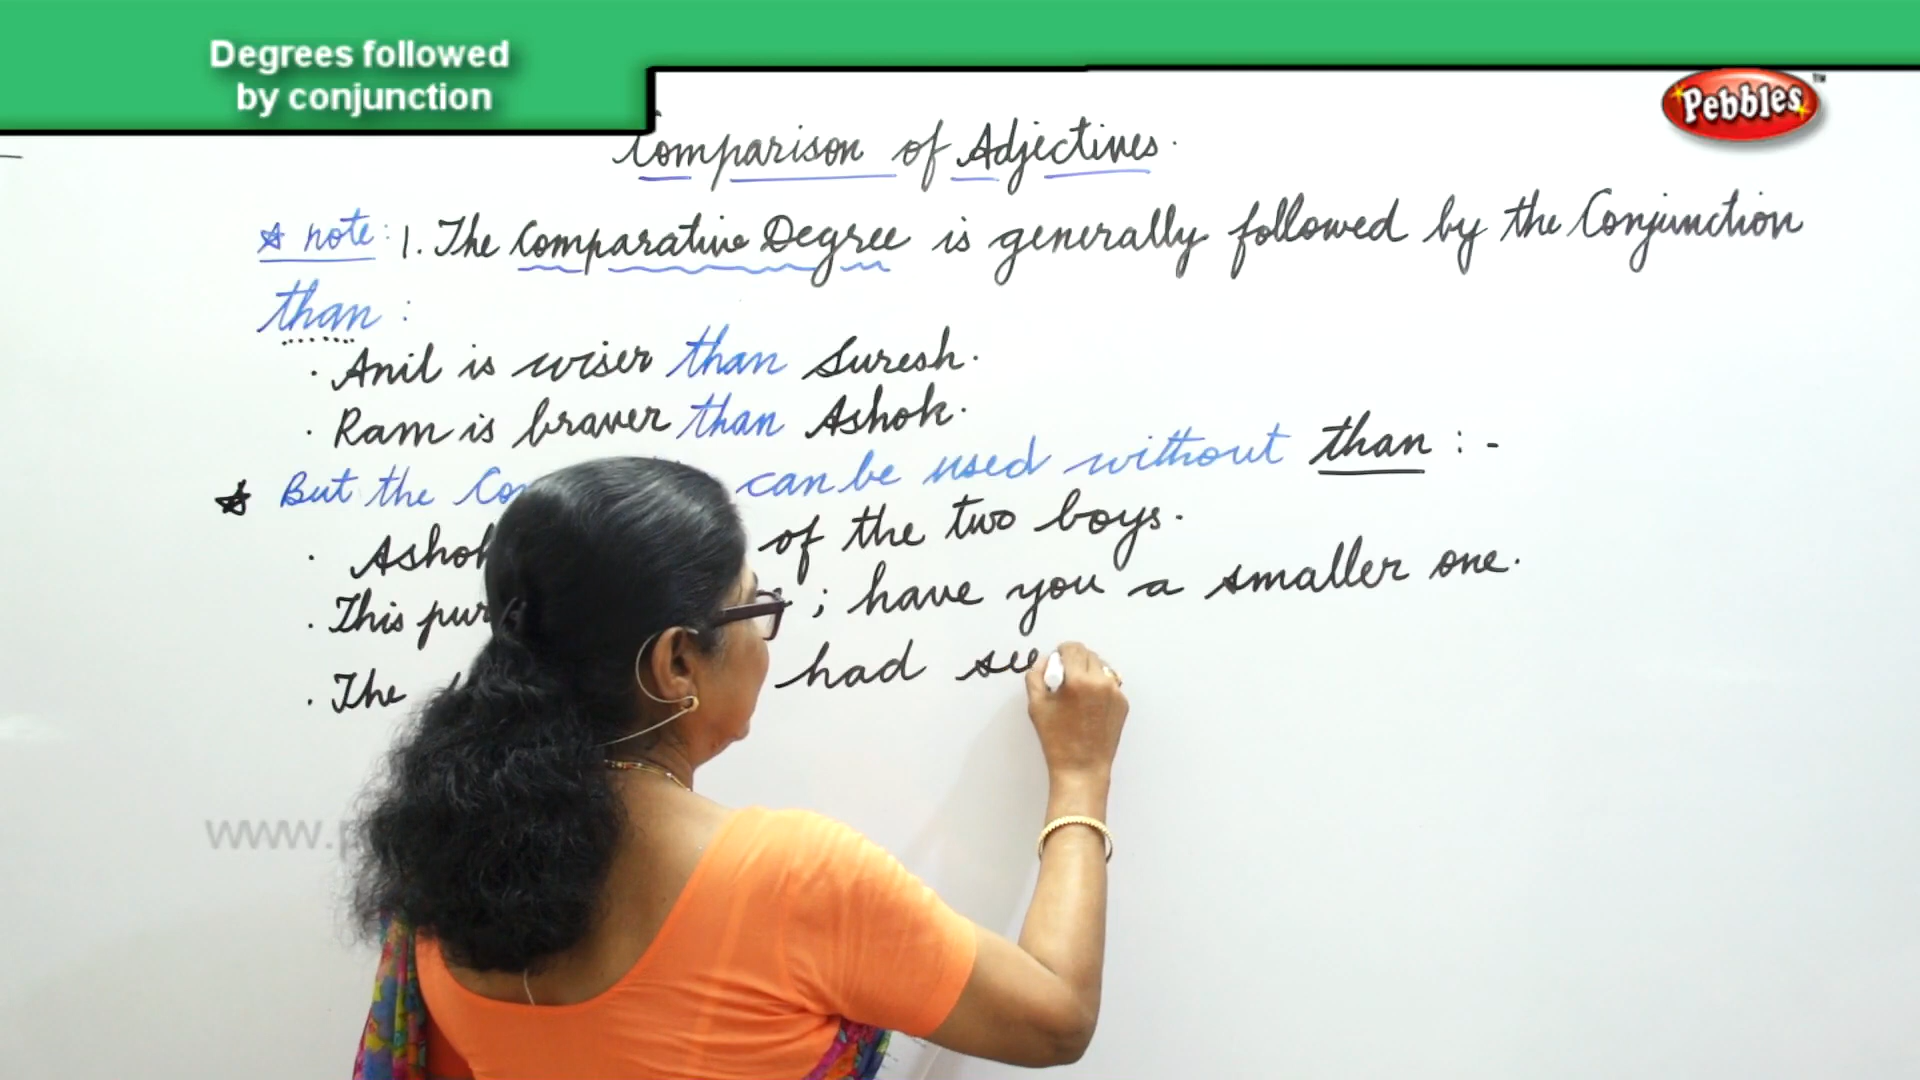 Degrees followed
by conjunction
Pebbles™
Comparison of Adjectives.
☆ note: 1. The Comparative Degree is generally followed by the Conjunction
than :
· Anil is wiser than Suresh.
· Ram is braver than Ashok.
☆ But the can be used without than : -
· of the two boys.
· This ; have you a smaller one.
· The had
www.